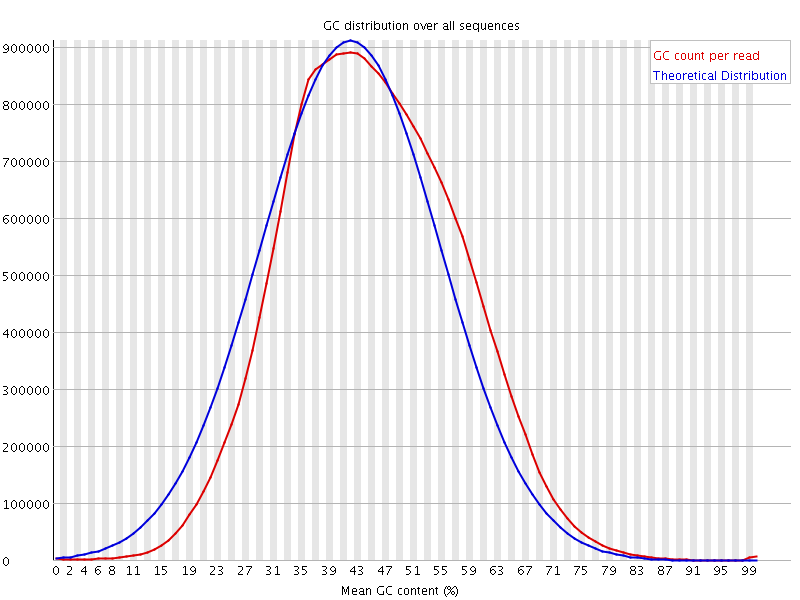 GC distribution over all sequences
GC count per read
Theoretical Distribution
900000
800000
700000
600000
500000
400000
300000
200000
100000
0
0 2 4 6 8 11 15 19 23 27 31 35 39 43 47 51 55 59 63 67 71 75 79 83 87 91 95 99
Mean GC content (%)